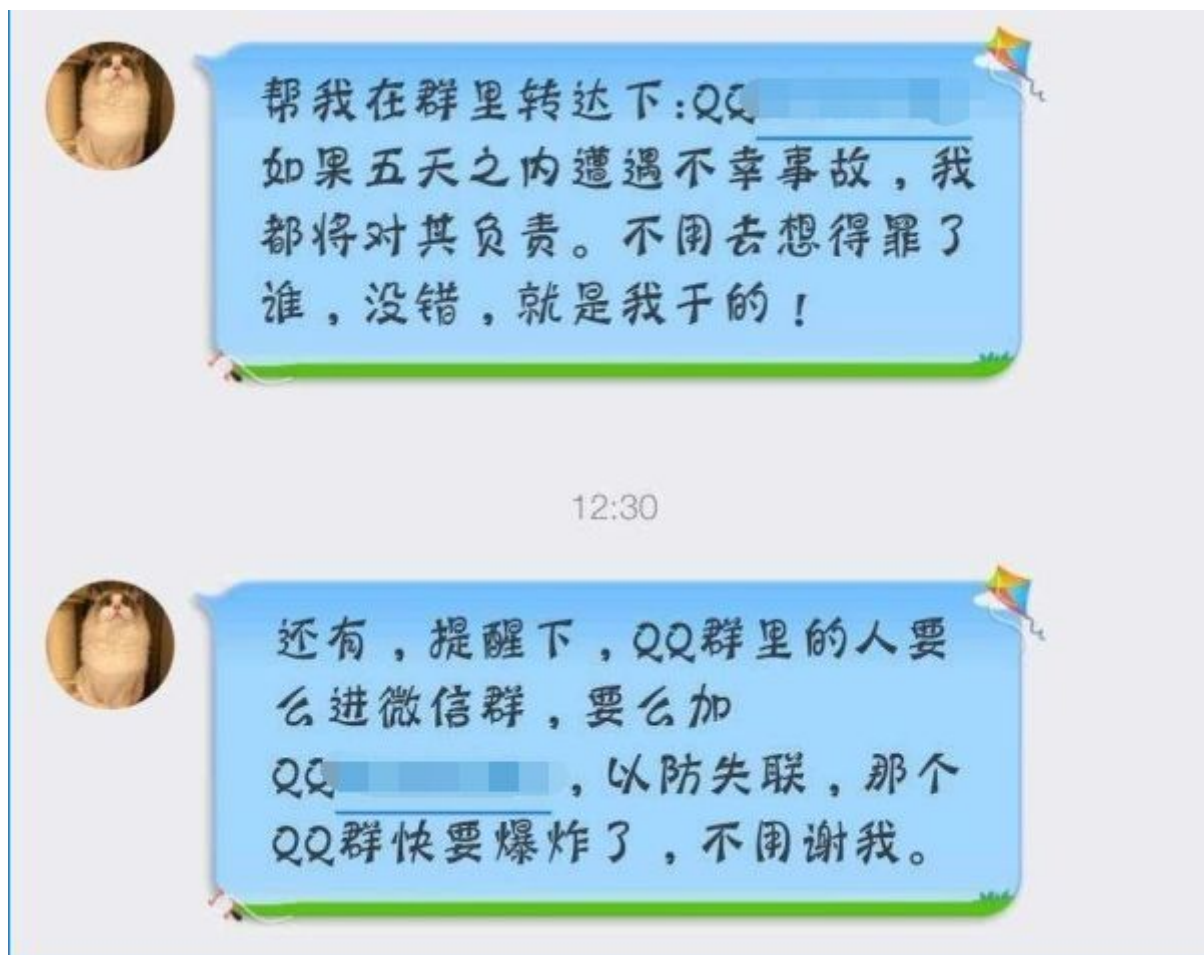 帮我在群里转达下:QQ
如果五天之内遭遇不幸事故，我
都将对其负责。不用去想得罪了
谁，没错，就是我干的！
12:30
还有，提醒下，QQ群里的人要
么进微信群，要么加
QQ，以防失联，那个
QQ群快要爆炸了，不用谢我。